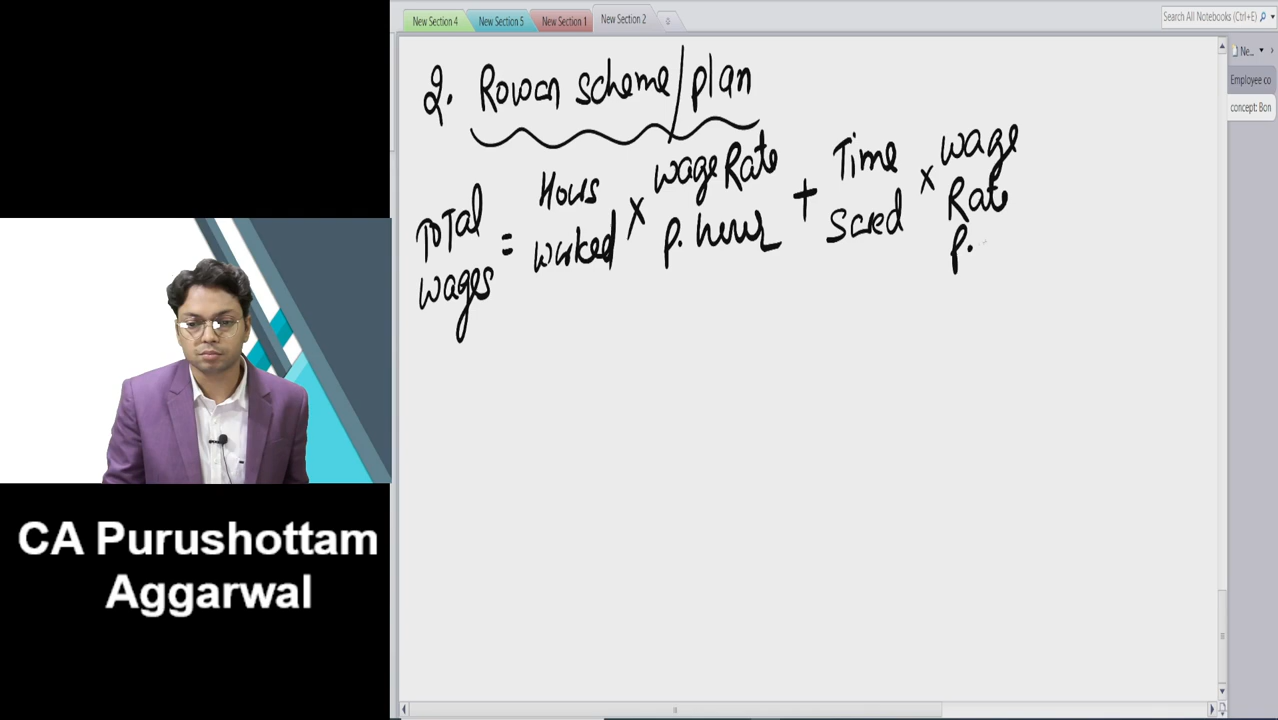 New Section 4 New Section 5 New Section 1 New Section 2
Search All Notebooks (Ctrl+E)
Ne...
Employee co
concept: Bon
2. Rowan scheme/plan
Total wages = Hours worked × wage Rate p. hour + Time Saved × wage Rate p.
CA Purushottam
Aggarwal